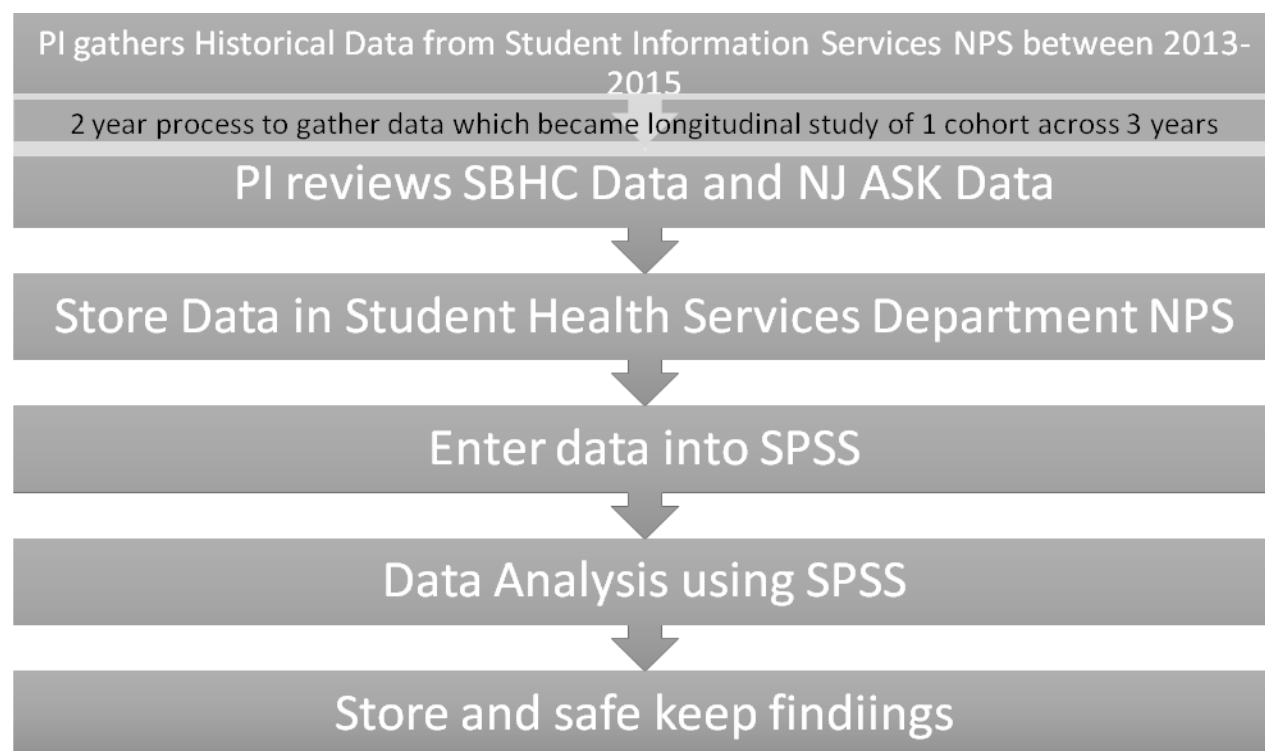 PI gathers Historical Data from Student Information Services NPS between 2013-
2015
2 year process to gather data which became longitudinal study of 1 cohort across 3 years
PI reviews SBHC Data and NJ ASK Data
Store Data in Student Health Services Department NPS
Enter data into SPSS
Data Analysis using SPSS
Store and safe keep findiings